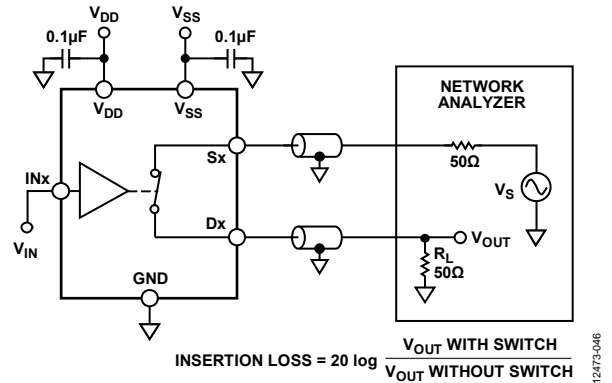 VDD
VSS
0.1µF
0.1µF
VDD
VSS
NETWORK
ANALYZER
Sx
50Ω
INx
VS
Dx
VOUT
VIN
RL
50Ω
GND
INSERTION LOSS = 20 log
VOUT WITH SWITCH
VOUT WITHOUT SWITCH
12473-046